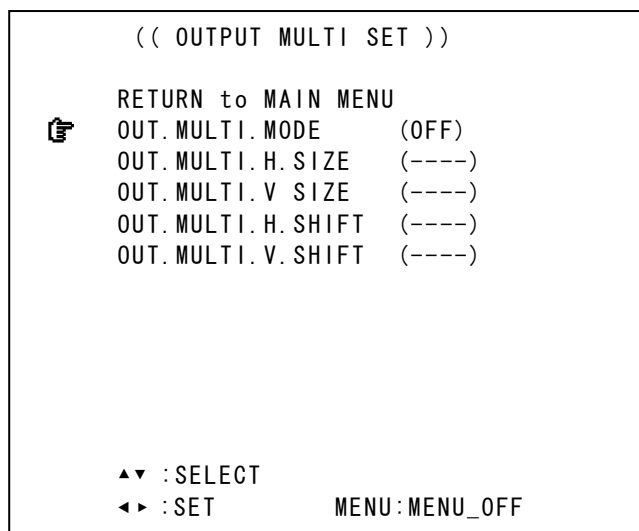 (( OUTPUT MULTI SET ))
RETURN to MAIN MENU
☞ OUT.MULTI.MODE (OFF)
OUT.MULTI.H.SIZE (----)
OUT.MULTI.V SIZE (----)
OUT.MULTI.H.SHIFT (----)
OUT.MULTI.V.SHIFT (----)
▲▼ :SELECT
◄► :SET MENU:MENU_OFF